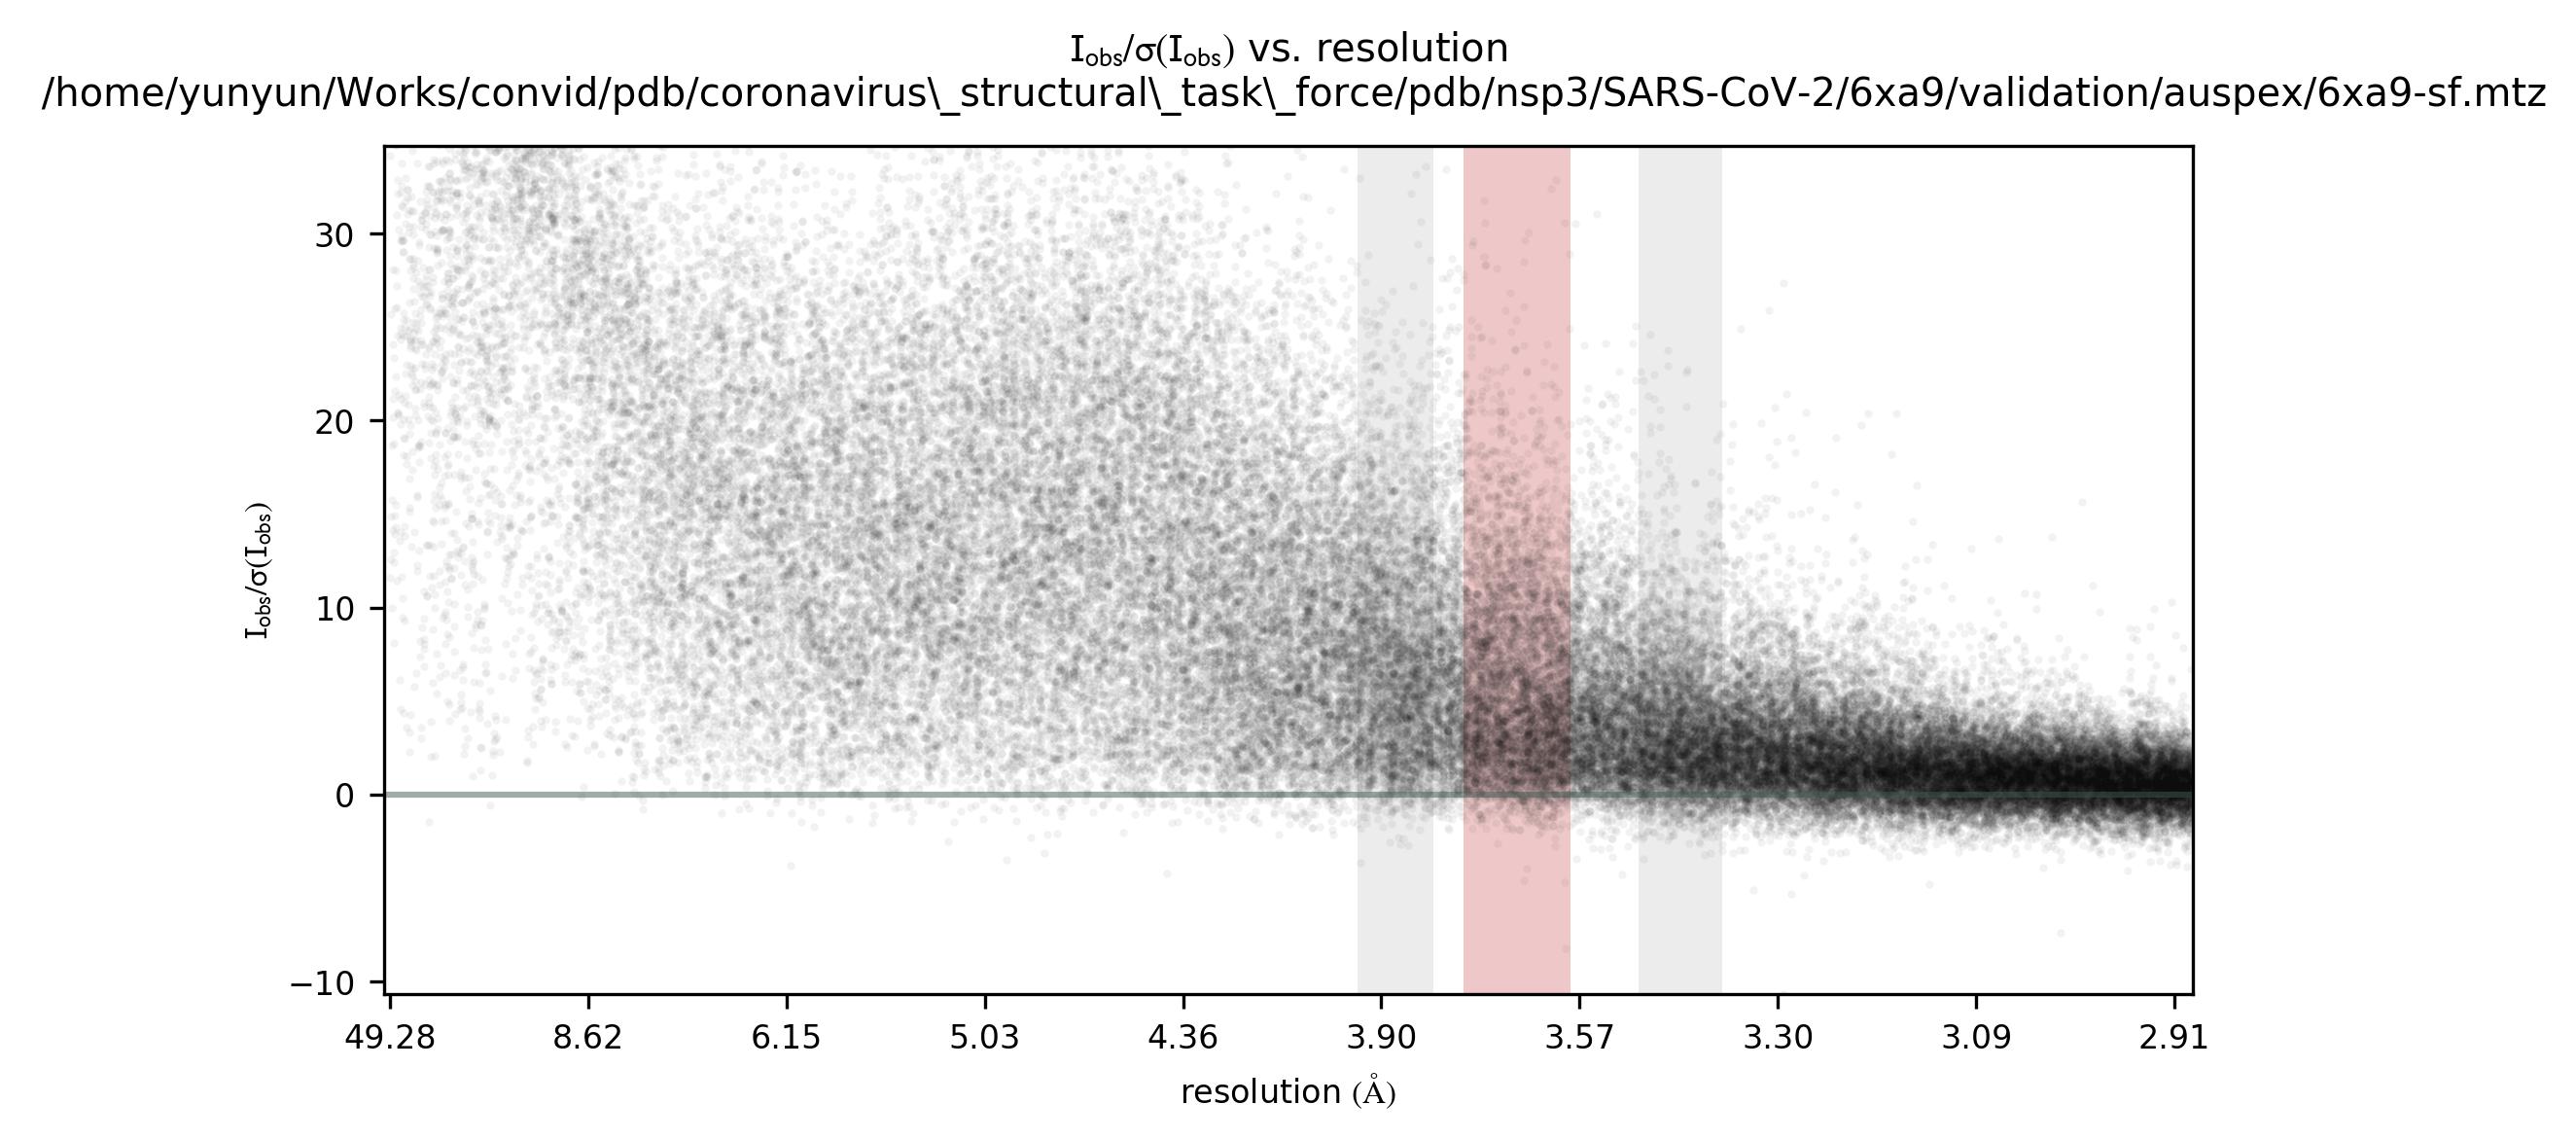 Iobs/σ(Iobs) vs. resolution
/home/yunyun/Works/convid/pdb/coronavirus\_structural\_task\_force/pdb/nsp3/SARS-CoV-2/6xa9/validation/auspex/6xa9-sf.mtz
30
20
10
0
−10
Iobs/σ(Iobs)
49.28 8.62 6.15 5.03 4.36 3.90 3.57 3.30 3.09 2.91
resolution (Å)